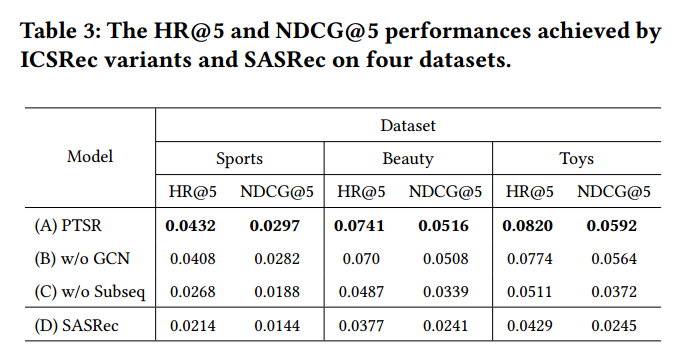 Table 3: The HR@5 and NDCG@5 performances achieved by
ICSRec variants and SASRec on four datasets.
Model
Dataset
Sports Beauty Toys
HR@5 NDCG@5 HR@5 NDCG@5 HR@5 NDCG@5
(A) PTSR 0.0432 0.0297 0.0741 0.0516 0.0820 0.0592
(B) w/o GCN 0.0408 0.0282 0.070 0.0508 0.0774 0.0564
(C) w/o Subseq 0.0268 0.0188 0.0487 0.0339 0.0511 0.0372
(D) SASRec 0.0214 0.0144 0.0377 0.0241 0.0429 0.0245